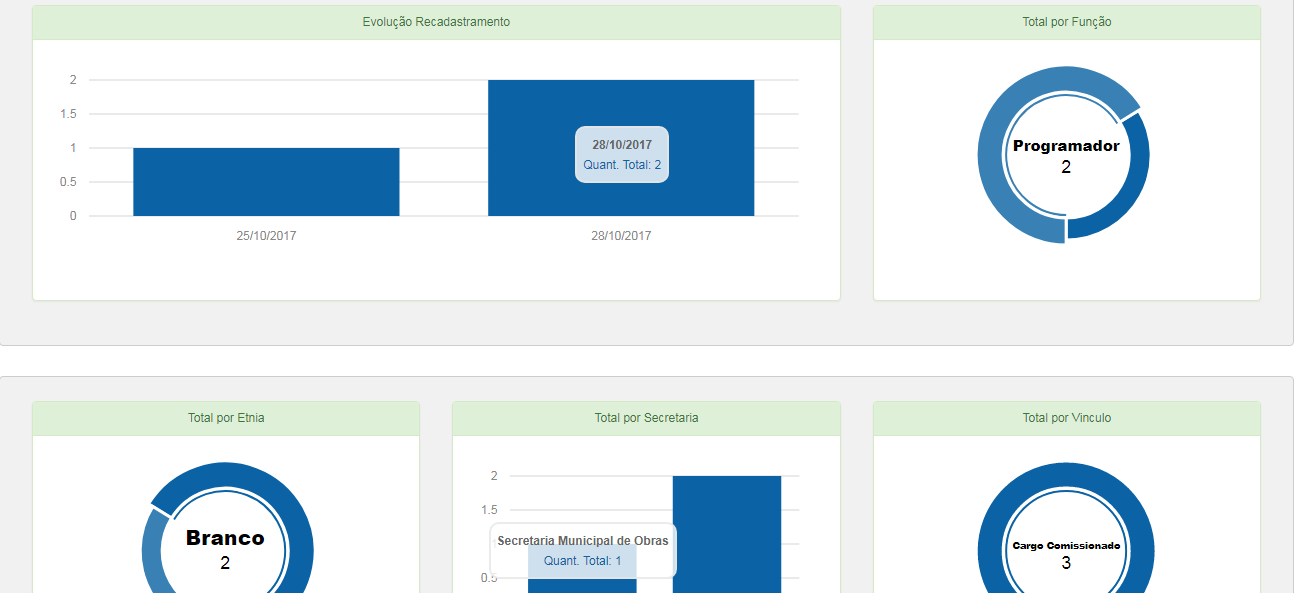 Evolução Recadastramento
Total por Função
2
1.5
1
0.5
0
28/10/2017
Quant. Total: 2
25/10/2017
28/10/2017
Programador
2
Total por Etnia
Total por Secretaria
Total por Vinculo
Branco
2
2
1.5
0.5
Secretaria Municipal de Obras
Quant. Total: 1
Cargo Comissionado
3